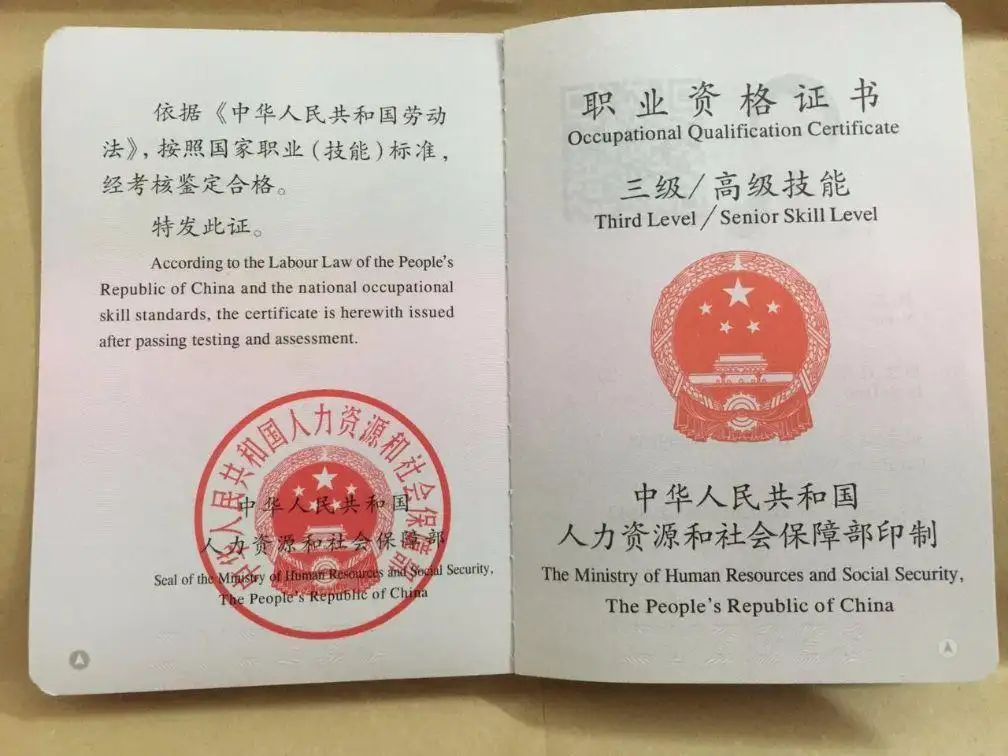 依据《中华人民共和国劳动
法》，按照国家职业（技能）标准，
经考核鉴定合格。
特发此证。
According to the Labour Law of the People's
Republic of China and the national occupational
skill standards, the certificate is herewith issued
after passing testing and assessment.
中华人民共和国人力资源和社会保障部
中华人民共和国
人力资源和社会保障部
Seal of the Ministry of Human Resources and Social Security,
The People's Republic of China
职业资格证书
Occupational Qualification Certificate
三级/高级技能
Third Level/Senior Skill Level
中华人民共和国
人力资源和社会保障部印制
The Ministry of Human Resources and Social Security,
The People's Republic of China